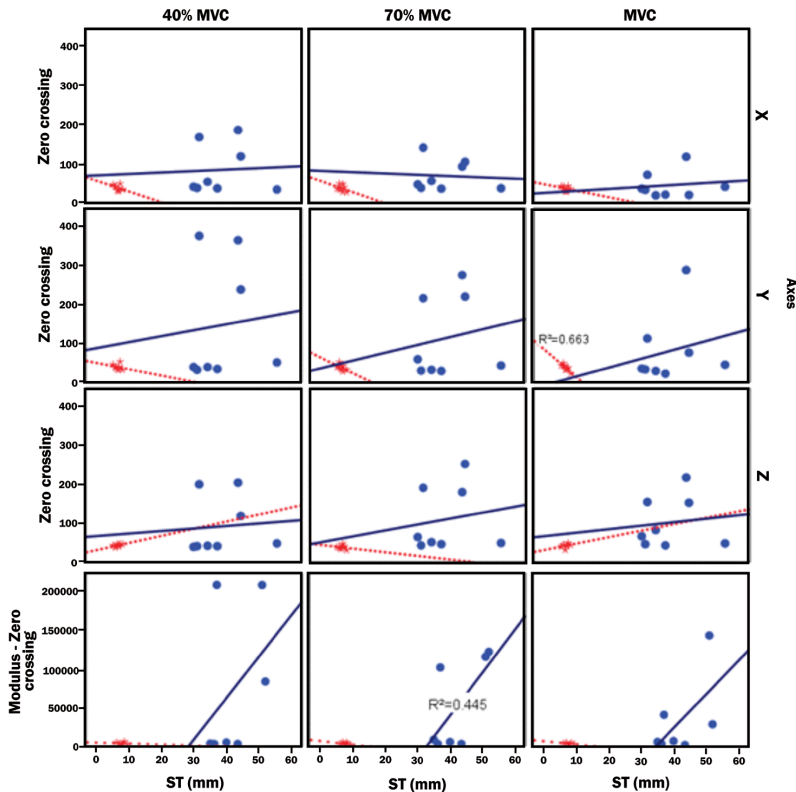 40% MVC 70% MVC MVC
400
300
200
100
0
Zero crossing
X
400
300
200
100
0
Zero crossing
R²=0.663
Y
Axes
400
300
200
100
0
Zero crossing
Z
200000
150000
100000
50000
0
Modulus - Zero
crossing
R²=0.445
0 10 20 30 40 50 60 0 10 20 30 40 50 60 0 10 20 30 40 50 60
ST (mm) ST (mm) ST (mm)